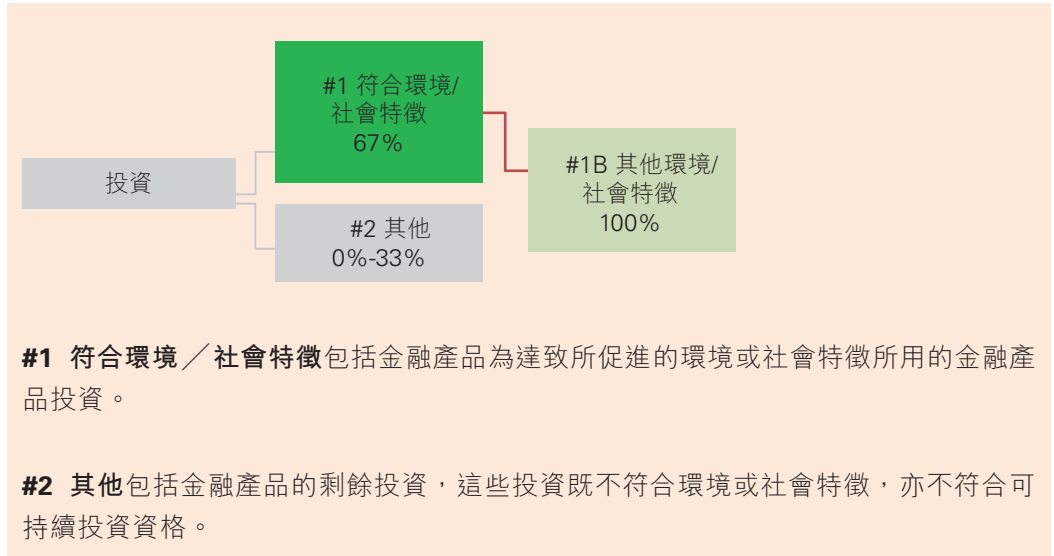 投資
#1 符合環境/
社會特徵
67%
#2 其他
0%-33%
#1B 其他環境/
社會特徵
100%
#1 符合環境／社會特徵包括金融產品為達致所促進的環境或社會特徵所用的金融產
品投資。
#2 其他包括金融產品的剩餘投資，這些投資既不符合環境或社會特徵，亦不符合可
持續投資資格。